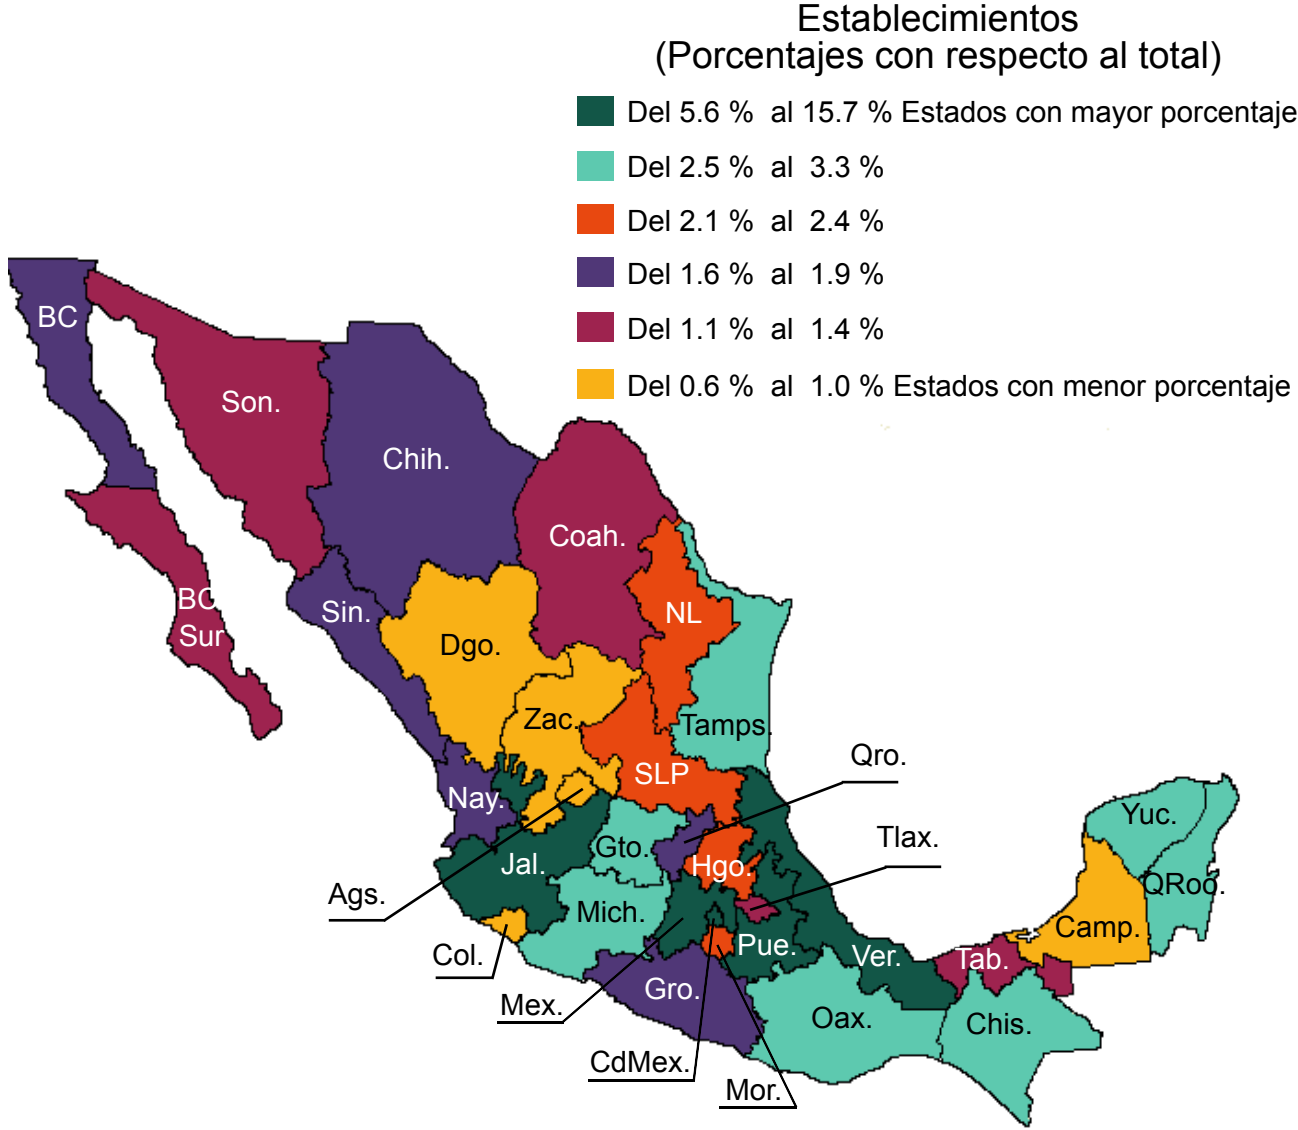 Establecimientos
(Porcentajes con respecto al total)
Del 5.6 % al 15.7 % Estados con mayor porcentaje
Del 2.5 % al 3.3 %
Del 2.1 % al 2.4 %
Del 1.6 % al 1.9 %
Del 1.1 % al 1.4 %
Del 0.6 % al 1.0 % Estados con menor porcentaje
BC
Son.
Chih.
Coah.
BC
Sur
Sin.
NL
Dgo.
Zac.
Tamps.
SLP
Qro.
Nay.
Yuc.
Tlax.
Gto.
Jal.
Hgo.
QRoo.
Ags.
Mich.
Camp.
Col.
Pue.
Ver.
Tab.
Mex.
Gro.
Oax.
Chis.
CdMex.
Mor.